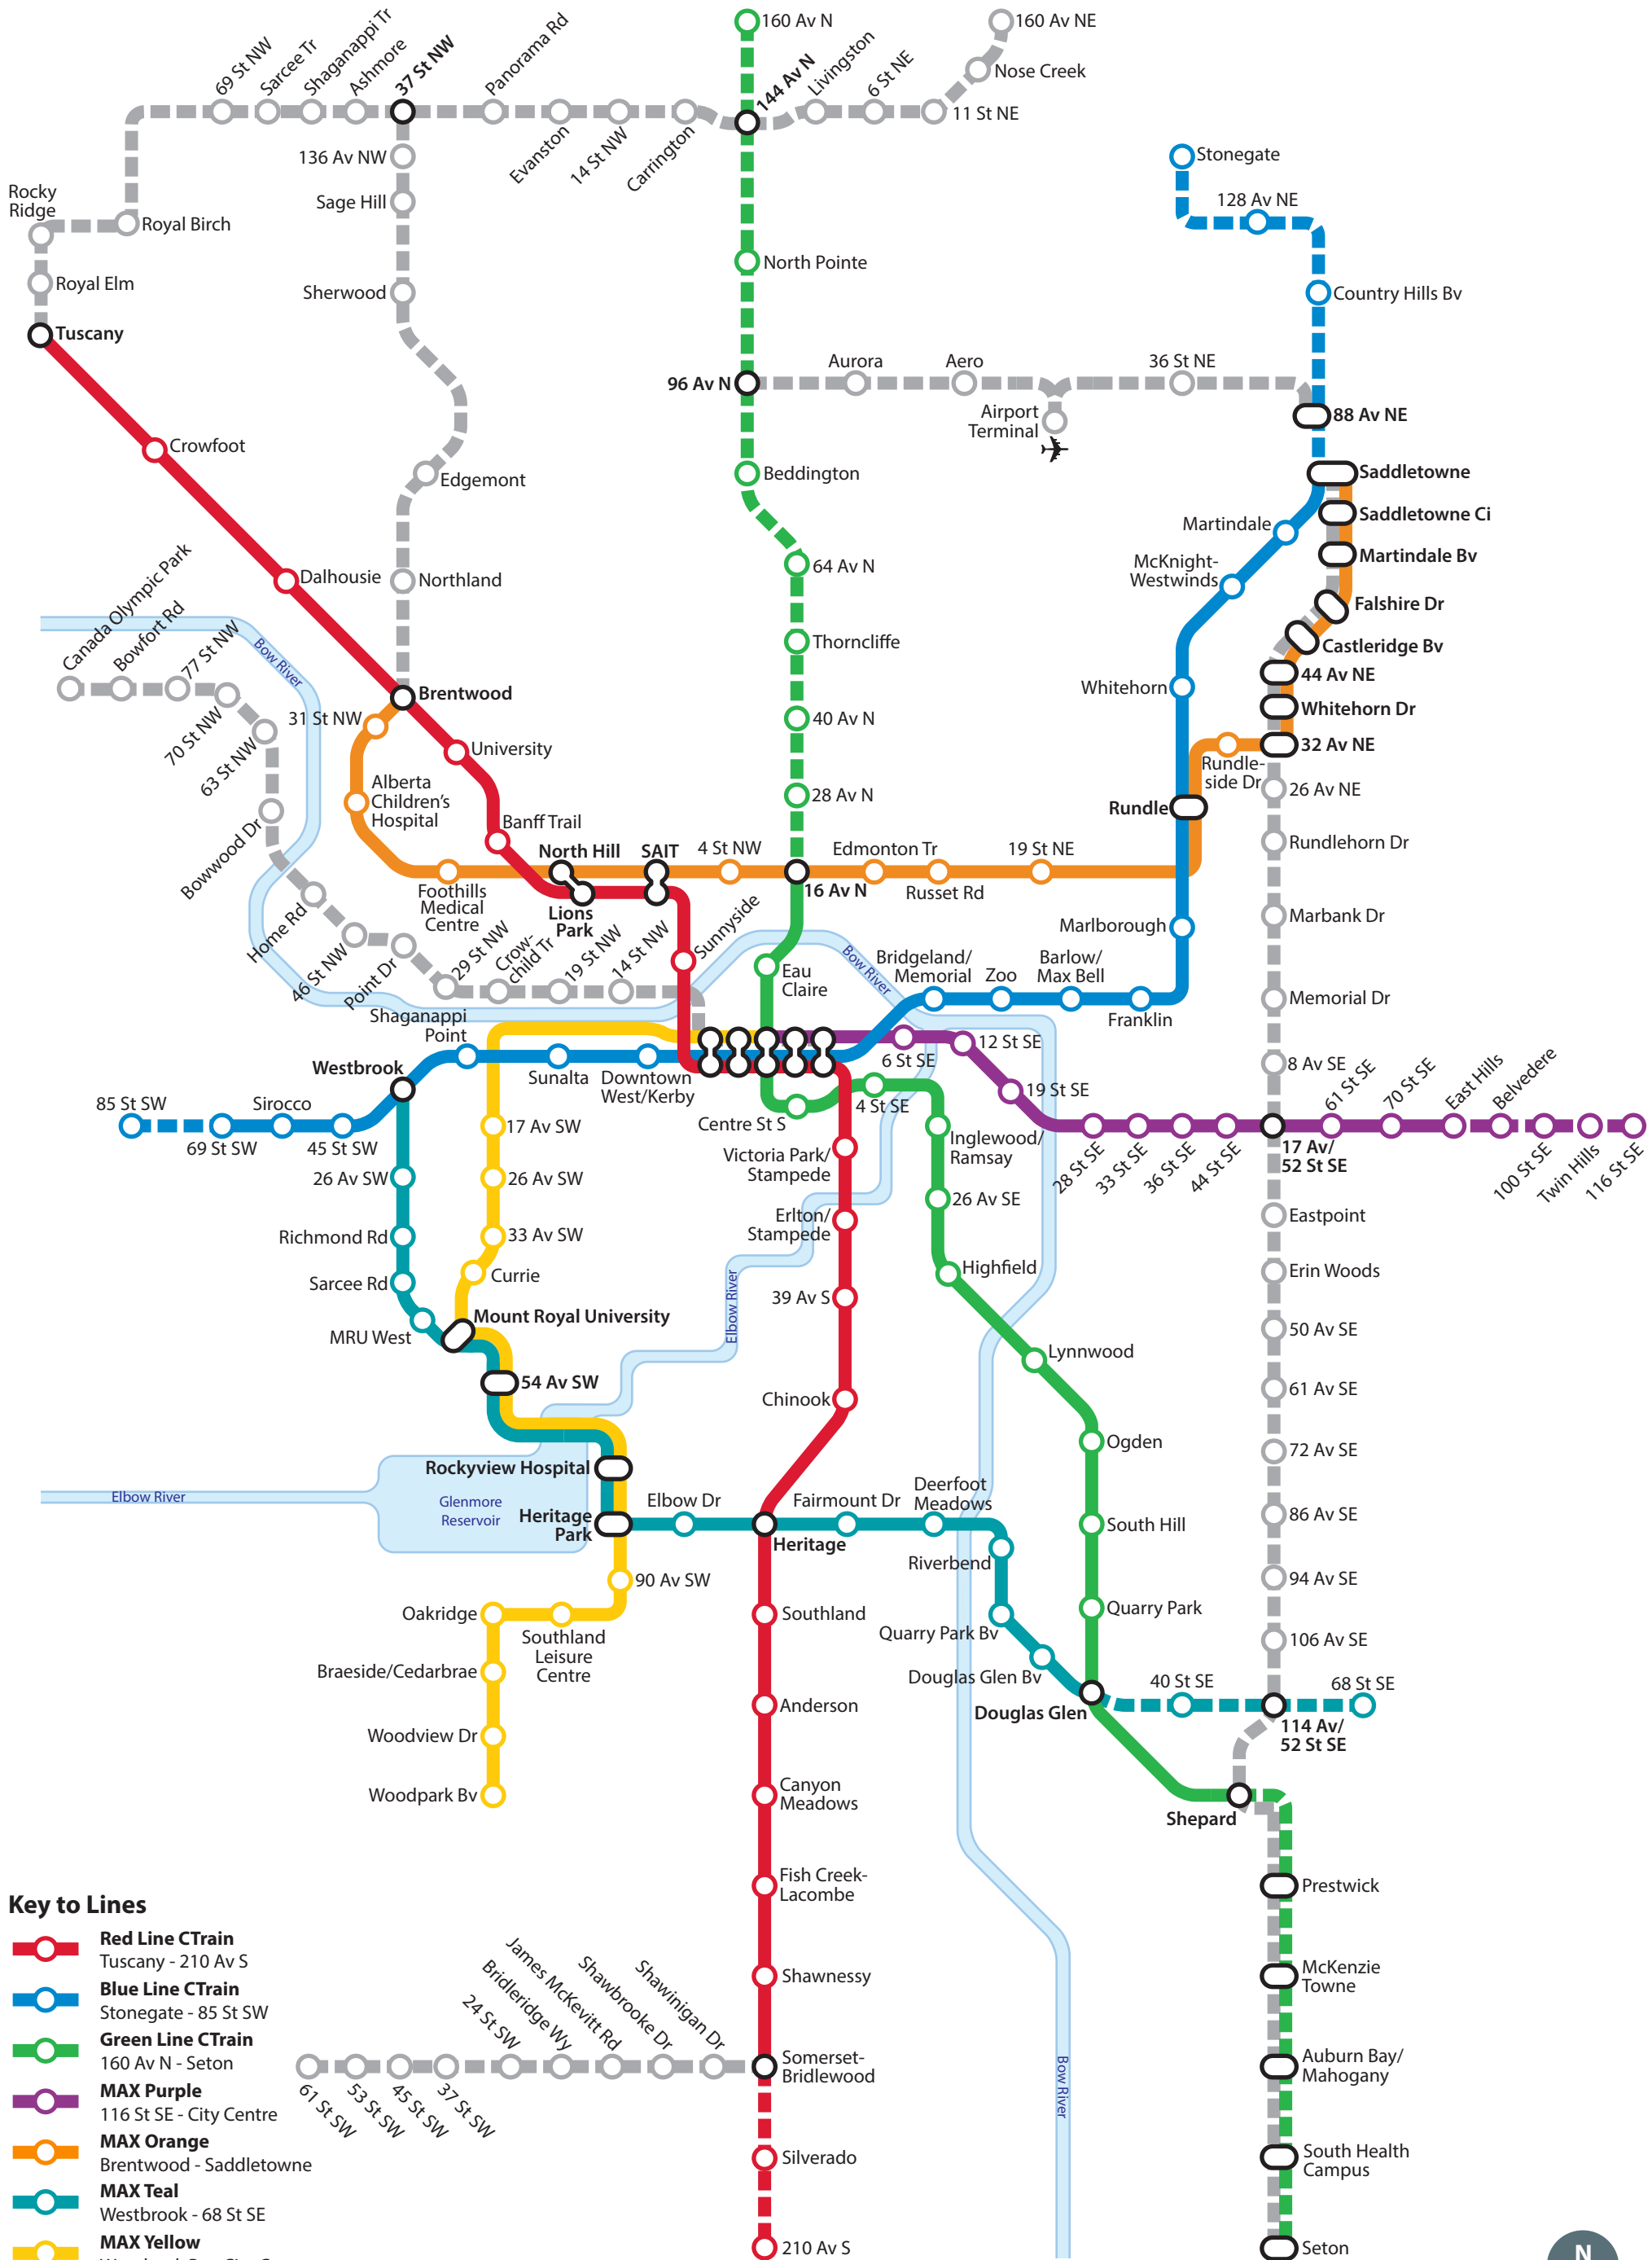 160 Av N
160 Av NE
69 St NW
Sarcee Tr
Shaganappi Tr
Ashmore
37 St NW
Panorama Rd
144 Av N
Livingston
6 St NE
Nose Creek
11 St NE
136 Av NW
Evanston
14 St NW
Carrington
Stonegate
Rocky
Ridge
Royal Birch
Sage Hill
128 Av NE
Royal Elm
Sherwood
North Pointe
Country Hills Bv
Tuscany
96 Av N
Aurora
Aero
36 St NE
Airport
Terminal
88 Av NE
Crowfoot
Edgemont
Beddington
Saddletowne
Saddletowne Ci
Martindale
Martindale Bv
McKnight-
Westwinds
Canada Olympic Park
Bowfort Rd
77 St NW
Dalhousie
Northland
64 Av N
Falshire Dr
Castleridge Bv
Bow River
Thorncliffe
44 Av NE
Brentwood
Whitehorn
Whitehorn Dr
70 St NW
63 St NW
31 St NW
University
40 Av N
32 Av NE
Rundle-
side Dr
26 Av NE
Alberta
Children's
Hospital
28 Av N
Rundle
Bowwood Dr
Banff Trail
North Hill
SAIT
4 St NW
Edmonton Tr
19 St NE
Rundlehorn Dr
Foothills
Medical
Centre
Lions
Park
16 Av N
Russet Rd
Home Rd
46 St NW
Point Dr
29 St NW
Crow-
child Tr
19 St NW
14 St NW
Sunnyside
Marlborough
Marbank Dr
Eau
Claire
Bow River
Bridgeland/
Memorial
Zoo
Barlow/
Max Bell
Franklin
Memorial Dr
Shaganappi
Point
Westbrook
Sunalta
Downtown
West/Kerby
6 St SE
12 St SE
8 Av SE
85 St SW
Sirocco
69 St SW
45 St SW
17 Av SW
Centre St S
4 St SE
19 St SE
61 St SE
70 St SE
East Hills
Belvedere
28 St SE
33 St SE
36 St SE
44 St SE
17 Av/
52 St SE
100 St SE
Twin Hills
116 St SE
26 Av SW
26 Av SW
Victoria Park/
Stampede
Inglewood/
Ramsay
26 Av SE
Richmond Rd
33 Av SW
Erlton/
Stampede
Eastpoint
Sarcee Rd
Currie
Elbow River
39 Av S
Highfield
Erin Woods
MRU West
Mount Royal University
Lynnwood
50 Av SE
54 Av SW
Chinook
61 Av SE
Ogden
72 Av SE
Rockyview Hospital
Elbow River
Glenmore
Reservoir
Heritage
Park
Elbow Dr
Heritage
Fairmount Dr
Deerfoot
Meadows
South Hill
86 Av SE
Riverbend
90 Av SW
94 Av SE
Oakridge
Southland
Leisure
Centre
Southland
Quarry Park Bv
Quarry Park
106 Av SE
Braeside/Cedarbrae
Douglas Glen Bv
Douglas Glen
40 St SE
68 St SE
114 Av/
52 St SE
Woodview Dr
Anderson
Woodpark Bv
Canyon
Meadows
Shepard
Fish Creek-
Lacombe
Prestwick
Shawnessy
McKenzie
Towne
24 St SW
Bridleridge Wy
James McKevitt Rd
Shawbrooke Dr
Shawinigan Dr
Somerset-
Bridlewood
61 St SW
53 St SW
45 St SW
37 St SW
Bow River
Auburn Bay/
Mahogany
Silverado
South Health
Campus
210 Av S
Seton
Key to Lines
Red Line CTrain
Tuscany - 210 Av S
Blue Line CTrain
Stonegate - 85 St SW
Green Line CTrain
160 Av N - Seton
MAX Purple
116 St SE - City Centre
MAX Orange
Brentwood - Saddletowne
MAX Teal
Westbrook - 68 St SE
MAX Yellow
N